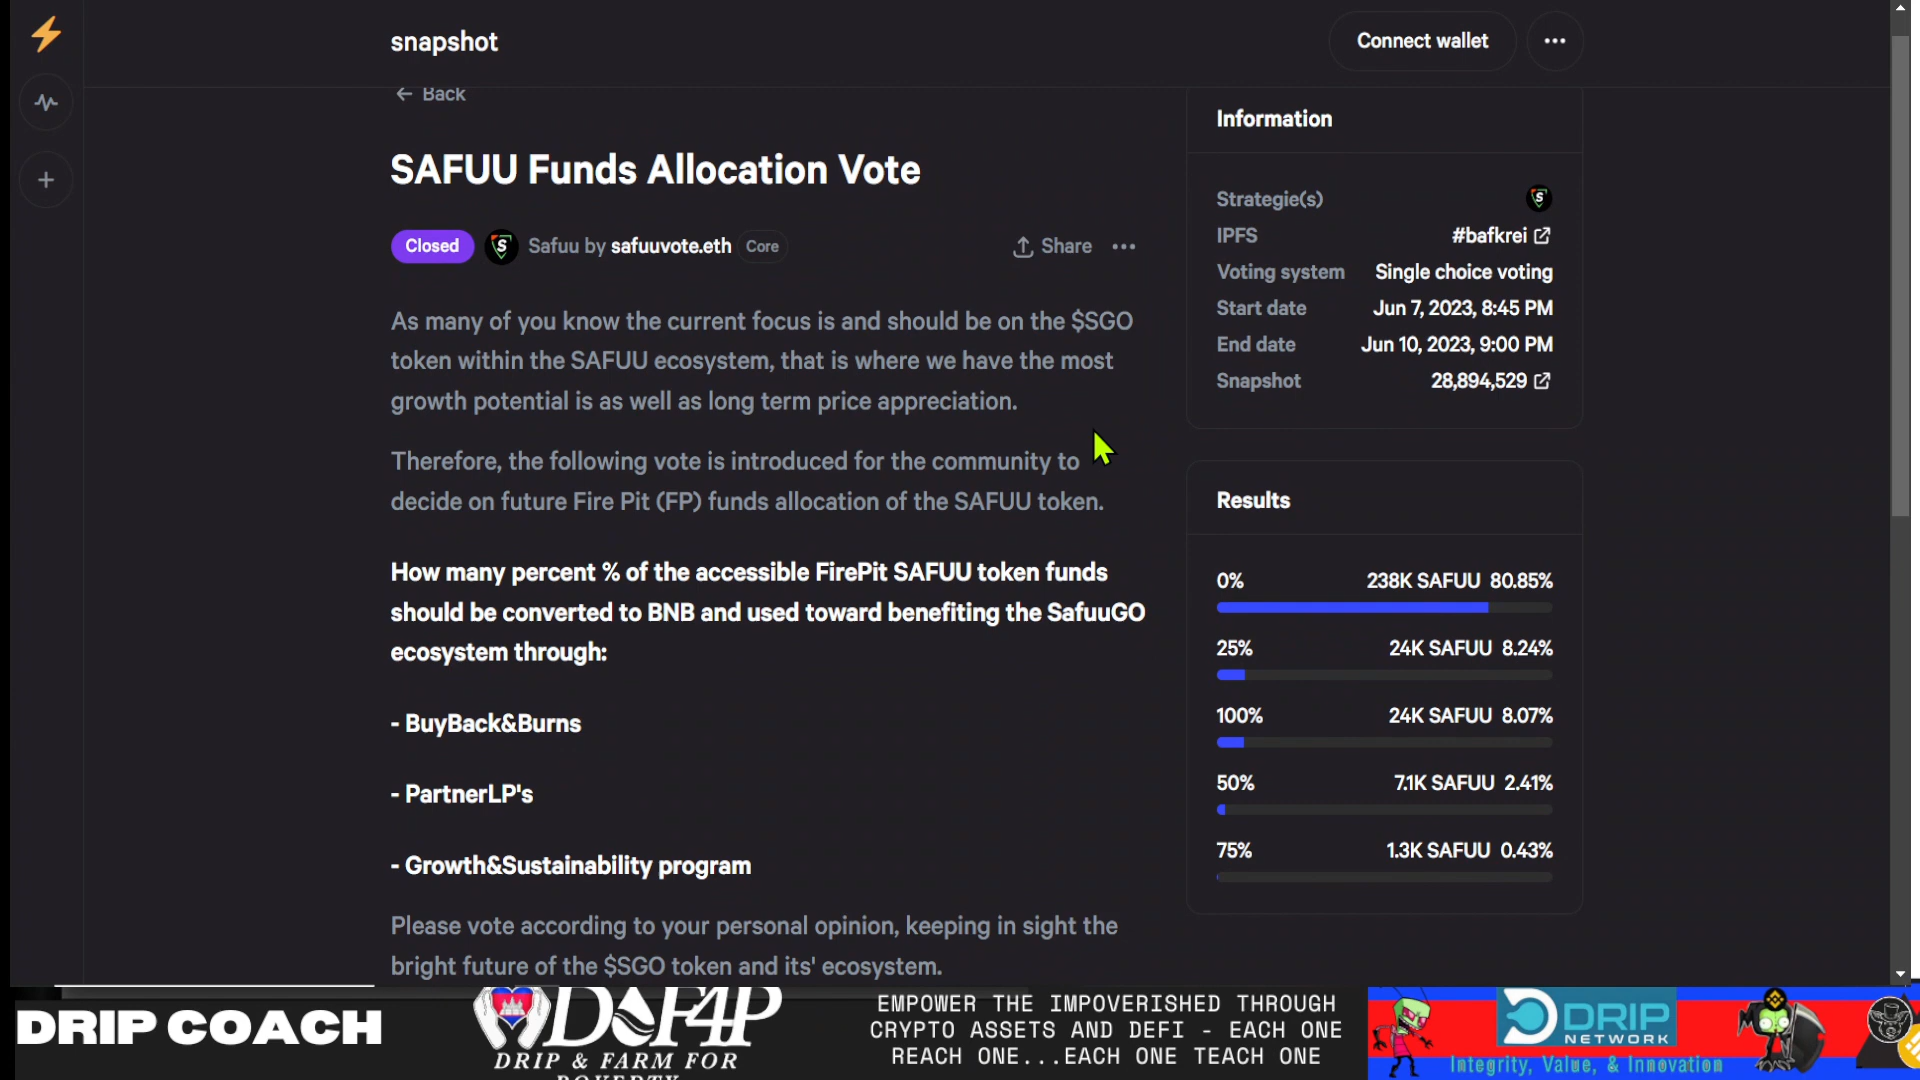 snapshot
Connect wallet
Back
SAFUU Funds Allocation Vote
Closed
Safuu by safuuvote.eth
Core
Share
As many of you know the current focus is and should be on the $SGO
token within the SAFUU ecosystem, that is where we have the most
growth potential is as well as long term price appreciation.
Therefore, the following vote is introduced for the community to
decide on future Fire Pit (FP) funds allocation of the SAFUU token.
How many percent % of the accessible FirePit SAFUU token funds
should be converted to BNB and used toward benefiting the SafuuGO
ecosystem through:
- BuyBack&Burns
- PartnerLP's
- Growth&Sustainability program
Please vote according to your personal opinion, keeping in sight the
bright future of the $SGO token and its' ecosystem.
Information
Strategie(s)
IPFS #bafkrei
Voting system Single choice voting
Start date Jun 7, 2023, 8:45 PM
End date Jun 10, 2023, 9:00 PM
Snapshot 28,894,529
Results
0% 238K SAFUU 80.85%
25% 24K SAFUU 8.24%
100% 24K SAFUU 8.07%
50% 7.1K SAFUU 2.41%
75% 1.3K SAFUU 0.43%
DRIP COACH
DOF4P
DRIP & FARM FOR
POVERTY
EMPOWER THE IMPOVERISHED THROUGH
CRYPTO ASSETS AND DEFI - EACH ONE
REACH ONE...EACH ONE TEACH ONE
DRIP
NETWORK
Integrity, Value, & Innovation